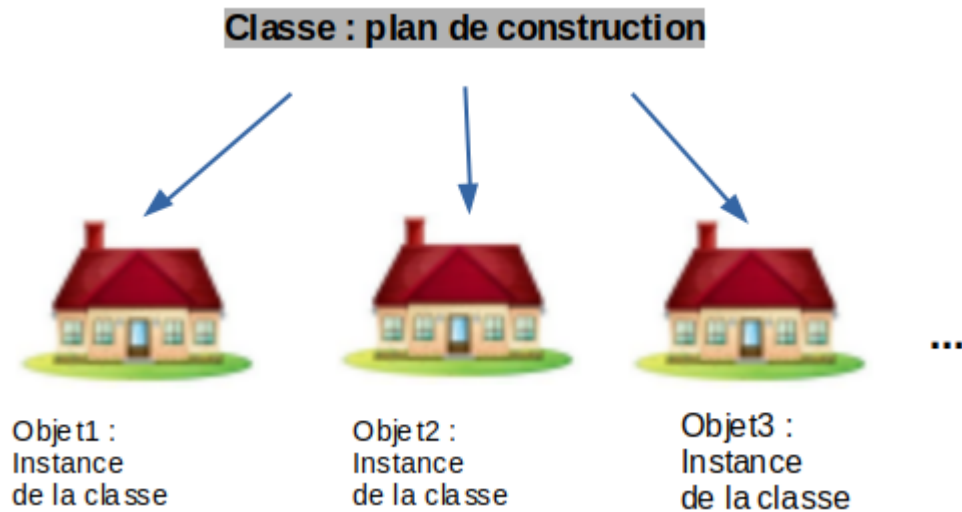 Classe : plan de construction
...
Objet1 :
Instance
de la classe
Objet2 :
Instance
de la classe
Objet3 :
Instance
de la classe